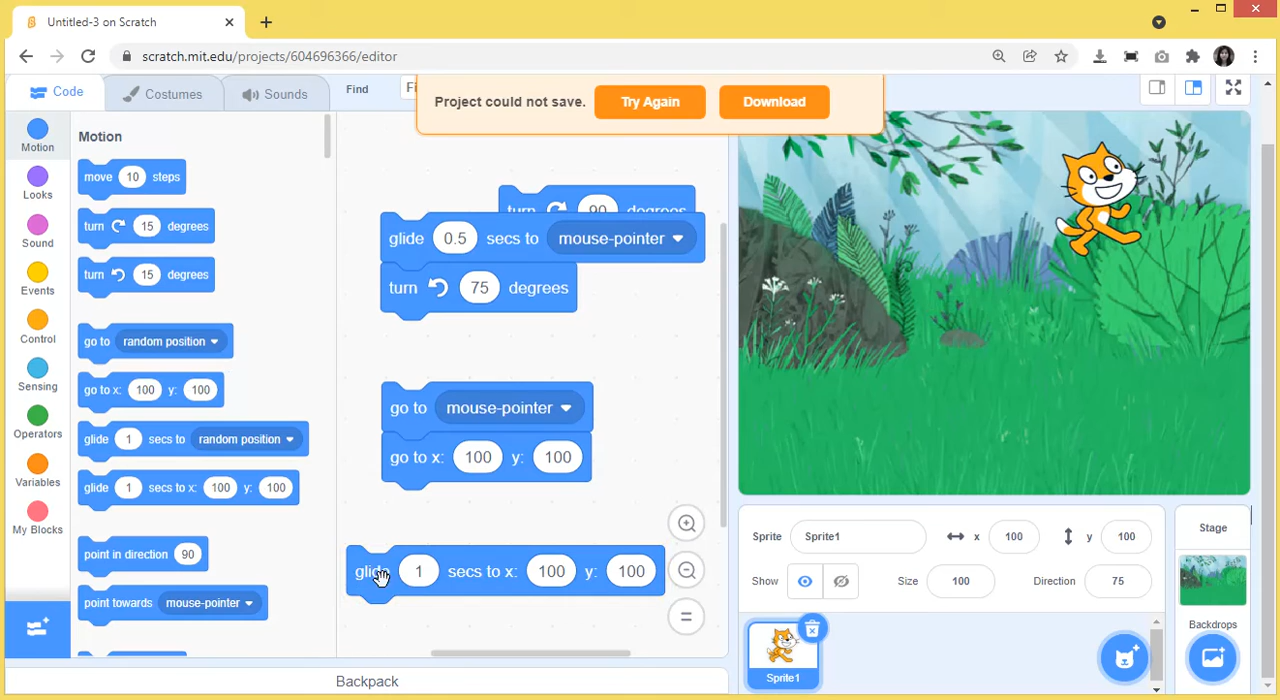 Untitled-3 on Scratch
scratch.mit.edu/projects/604696366/editor
Code
Costumes
Sounds
Find
Project could not save.
Try Again
Download
Motion
Looks
Sound
Events
Control
Sensing
Operators
Variables
My Blocks
Motion
move 10 steps
turn 15 degrees
turn 15 degrees
go to random position
go to x: 100 y: 100
glide 1 secs to random position
glide 1 secs to x: 100 y: 100
point in direction 90
point towards mouse-pointer
turn 90 degrees
glide 0.5 secs to mouse-pointer
turn 75 degrees
go to mouse-pointer
go to x: 100 y: 100
glide 1 secs to x: 100 y: 100
Backpack
Sprite Sprite1 x 100 y 100
Show Size 100 Direction 75
Sprite1
Stage
Backdrops